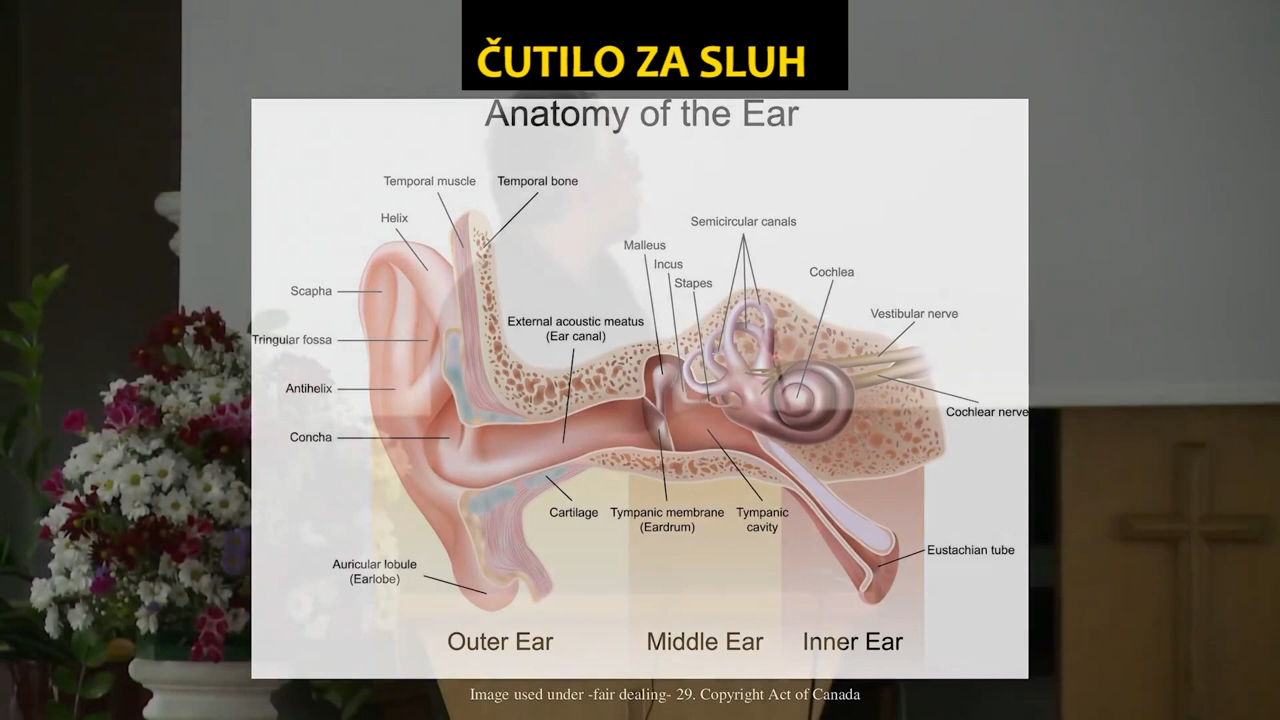 ČUTILO ZA SLUH
Anatomy of the Ear
Temporal muscle
Temporal bone
Helix
Semicircular canals
Malleus
Incus
Stapes
Cochlea
Scapha
Vestibular nerve
External acoustic meatus
(Ear canal)
Tringular fossa
Antihelix
Cochlear nerve
Concha
Cartilage
Tympanic membrane
(Eardrum)
Tympanic
cavity
Eustachian tube
Auricular lobule
(Earlobe)
Outer Ear
Middle Ear
Inner Ear
Image used under -fair dealing- 29. Copyright Act of Canada